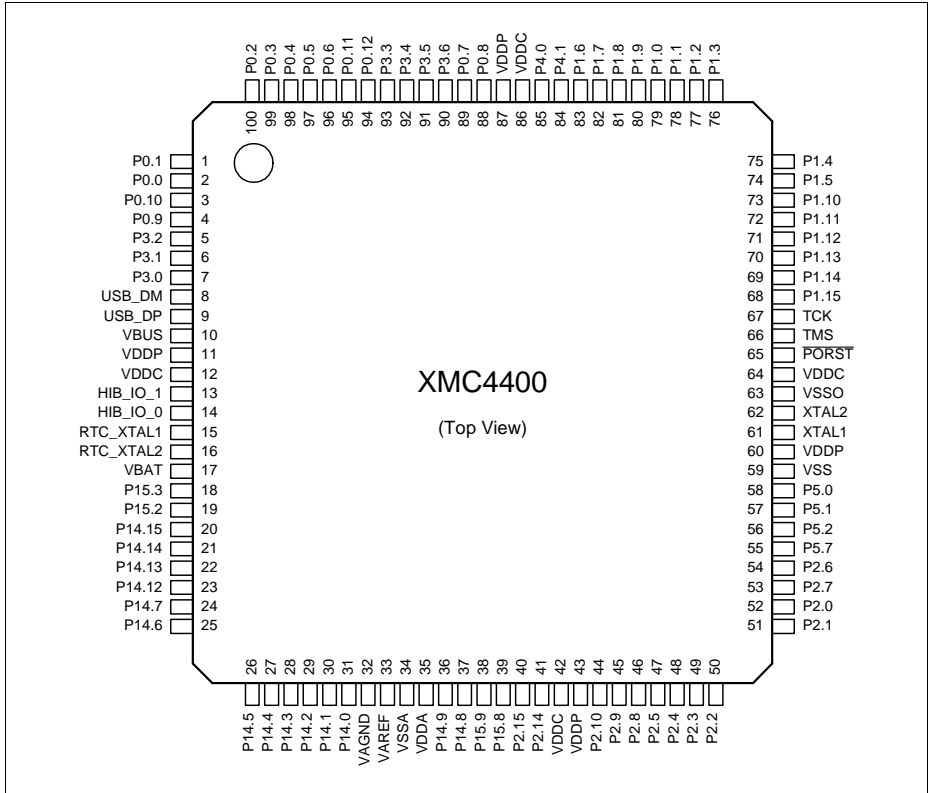 P0.2 P0.3 P0.4 P0.5 P0.6 P0.11 P0.12 P3.3 P3.4 P3.5 P3.6 P0.7 P0.8 VDDP VDDC P4.0 P4.1 P1.6 P1.7 P1.8 P1.9 P1.0 P1.1 P1.2 P1.3
100 99 98 97 96 95 94 93 92 91 90 89 88 87 86 85 84 83 82 81 80 79 78 77 76
P0.1 1 75 P1.4
P0.0 2 74 P1.5
P0.10 3 73 P1.10
P0.9 4 72 P1.11
P3.2 5 71 P1.12
P3.1 6 70 P1.13
P3.0 7 69 P1.14
USB_DM 8 68 P1.15
USB_DP 9 67 TCK
VBUS 10 66 TMS
VDDP 11 65 PORST
VDDC 12 64 VDDC
HIB_IO_1 13 63 VSSO
HIB_IO_0 14 62 XTAL2
RTC_XTAL1 15 61 XTAL1
RTC_XTAL2 16 60 VDDP
VBAT 17 59 VSS
P15.3 18 58 P5.0
P15.2 19 57 P5.1
P14.15 20 56 P5.2
P14.14 21 55 P5.7
P14.13 22 54 P2.6
P14.12 23 53 P2.7
P14.7 24 52 P2.0
P14.6 25 51 P2.1
XMC4400
(Top View)
26 27 28 29 30 31 32 33 34 35 36 37 38 39 40 41 42 43 44 45 46 47 48 49 50
P14.5 P14.4 P14.3 P14.2 P14.1 P14.0 VAGND VAREF VSSA VDDA P14.9 P14.8 P15.9 P15.8 P2.15 P2.14 VDDC VDDP P2.10 P2.9 P2.8 P2.5 P2.4 P2.3 P2.2